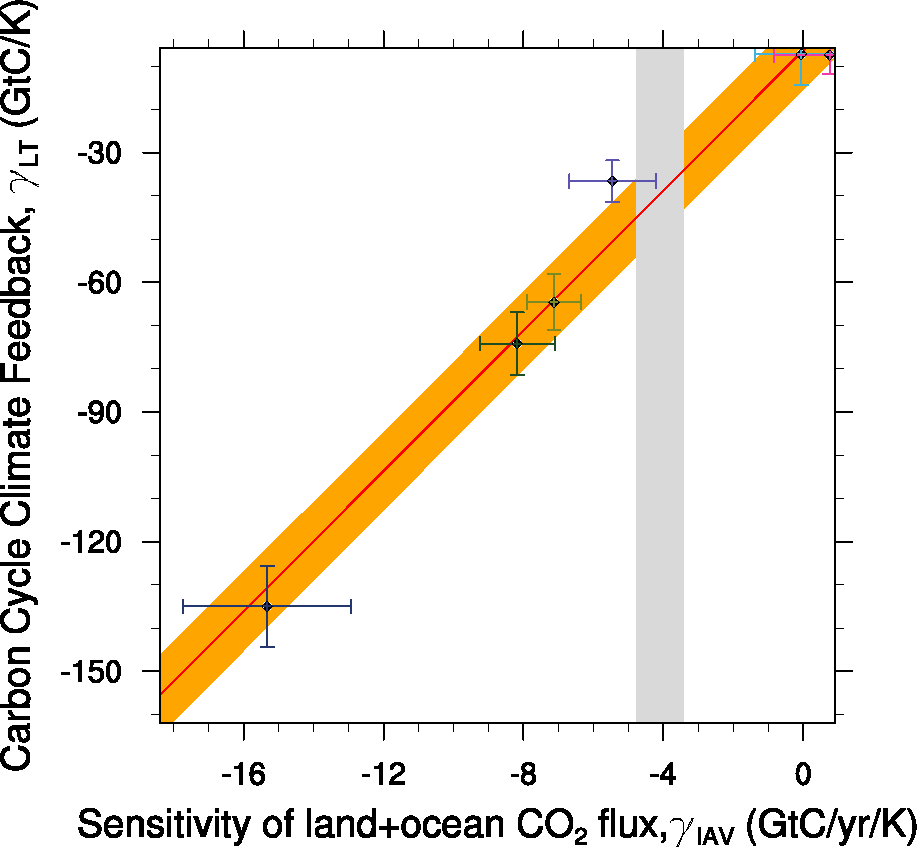 Carbon Cycle Climate Feedback, γLT (GtC/K)
-30
-60
-90
-120
-150
-16 -12 -8 -4 0
Sensitivity of land+ocean CO₂ flux,γIAV (GtC/yr/K)